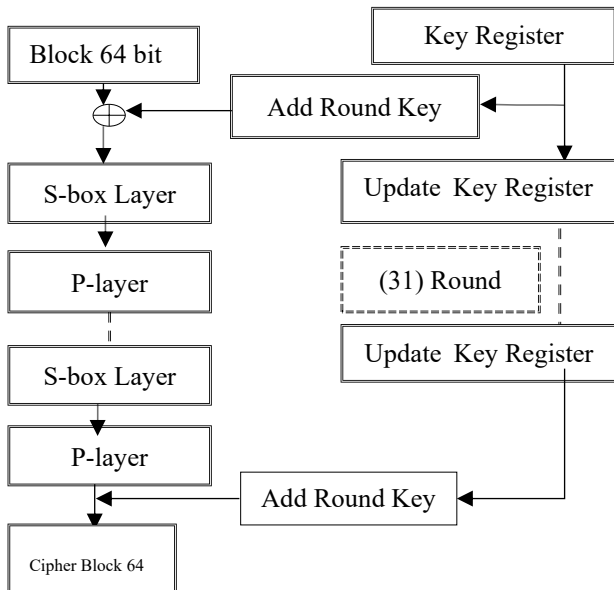 Block 64 bit
Key Register
Add Round Key
S-box Layer
Update Key Register
P-layer
(31) Round
S-box Layer
Update Key Register
P-layer
Add Round Key
Cipher Block 64